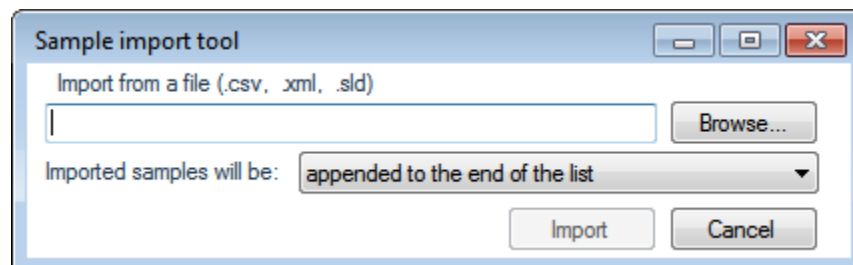 Sample import tool
Import from a file (.csv, .xml, .sld)
Browse...
Imported samples will be: appended to the end of the list
Import Cancel